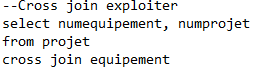 --Cross join exploiter
select numequipement, numprojet
from projet
cross join equipement